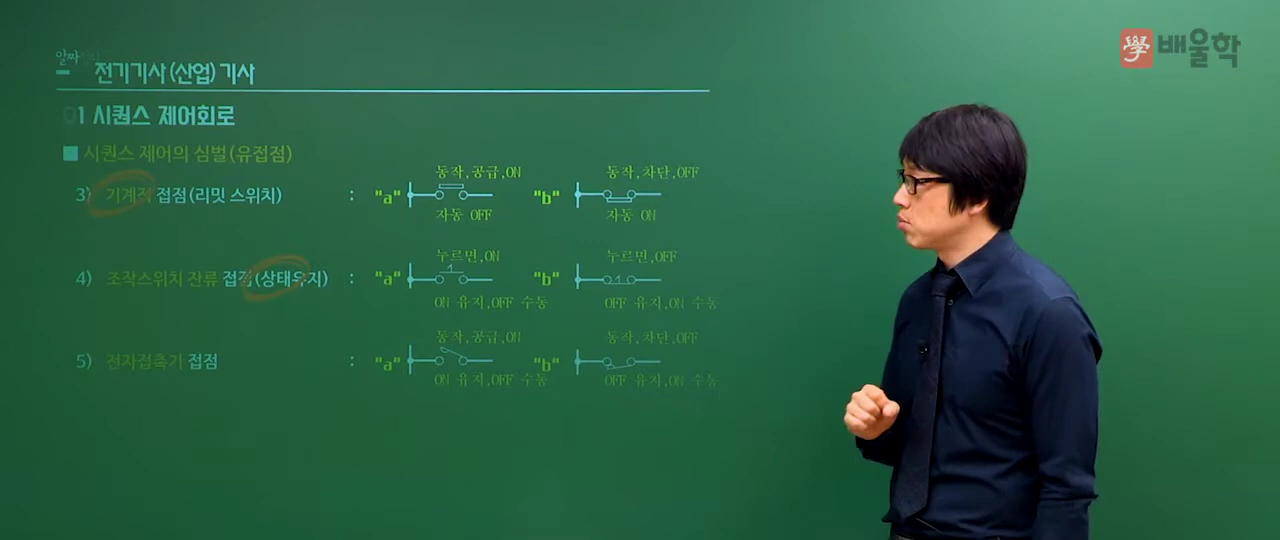 알짜
전기기사(산업)기사
學 배울학
01 시퀀스 제어회로
■ 시퀀스 제어의 심벌(유접점)
동작,공급,ON 동작,차단,OFF
3) 기계적 접점(리밋 스위치) : "a" "b"
자동 OFF 자동 ON
누르면,ON 누르면,OFF
4) 조작스위치 잔류 접점(상태유지) : "a" "b"
ON 유지,OFF 수동 OFF 유지,ON 수동
동작,공급,ON 동작,차단,OFF
5) 전자접촉기 접점 : "a" "b"
ON 유지,OFF 수동 OFF 유지,ON 수동